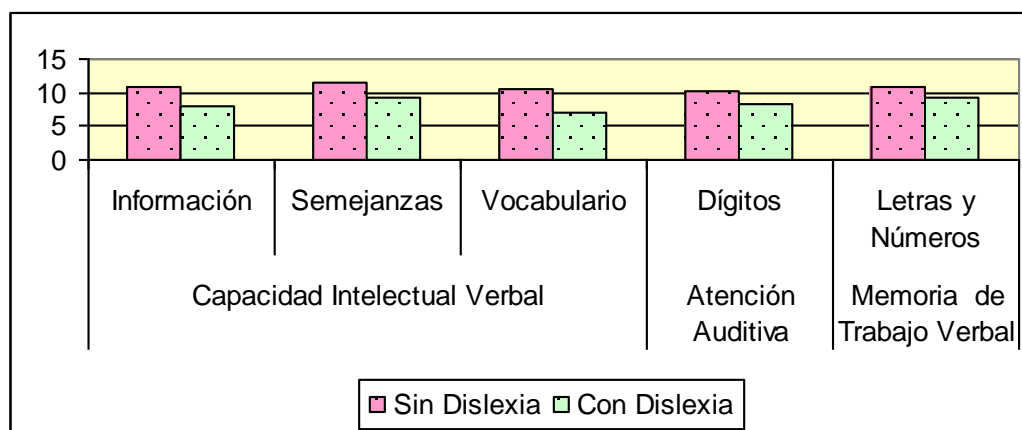 15
10
5
0
Información
Semejanzas
Vocabulario
Dígitos
Letras y
Números
Capacidad Intelectual Verbal
Atención
Auditiva
Memoria de
Trabajo Verbal
Sin Dislexia
Con Dislexia